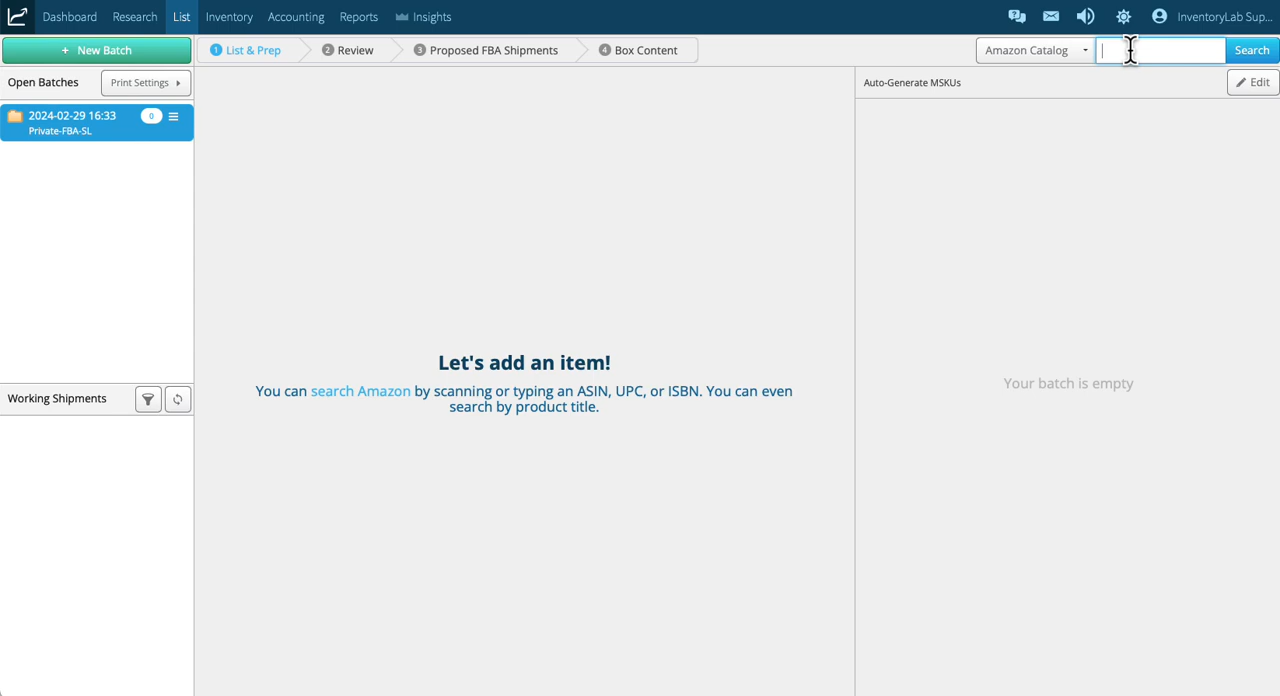 Dashboard Research List Inventory Accounting Reports Insights InventoryLab Sup...
+ New Batch 1 List & Prep 2 Review 3 Proposed FBA Shipments 4 Box Content Amazon Catalog Search
Open Batches Print Settings Auto-Generate MSKUs Edit
2024-02-29 16:33 0
Private-FBA-SL
Let's add an item!
You can search Amazon by scanning or typing an ASIN, UPC, or ISBN. You can even
search by product title.
Your batch is empty
Working Shipments